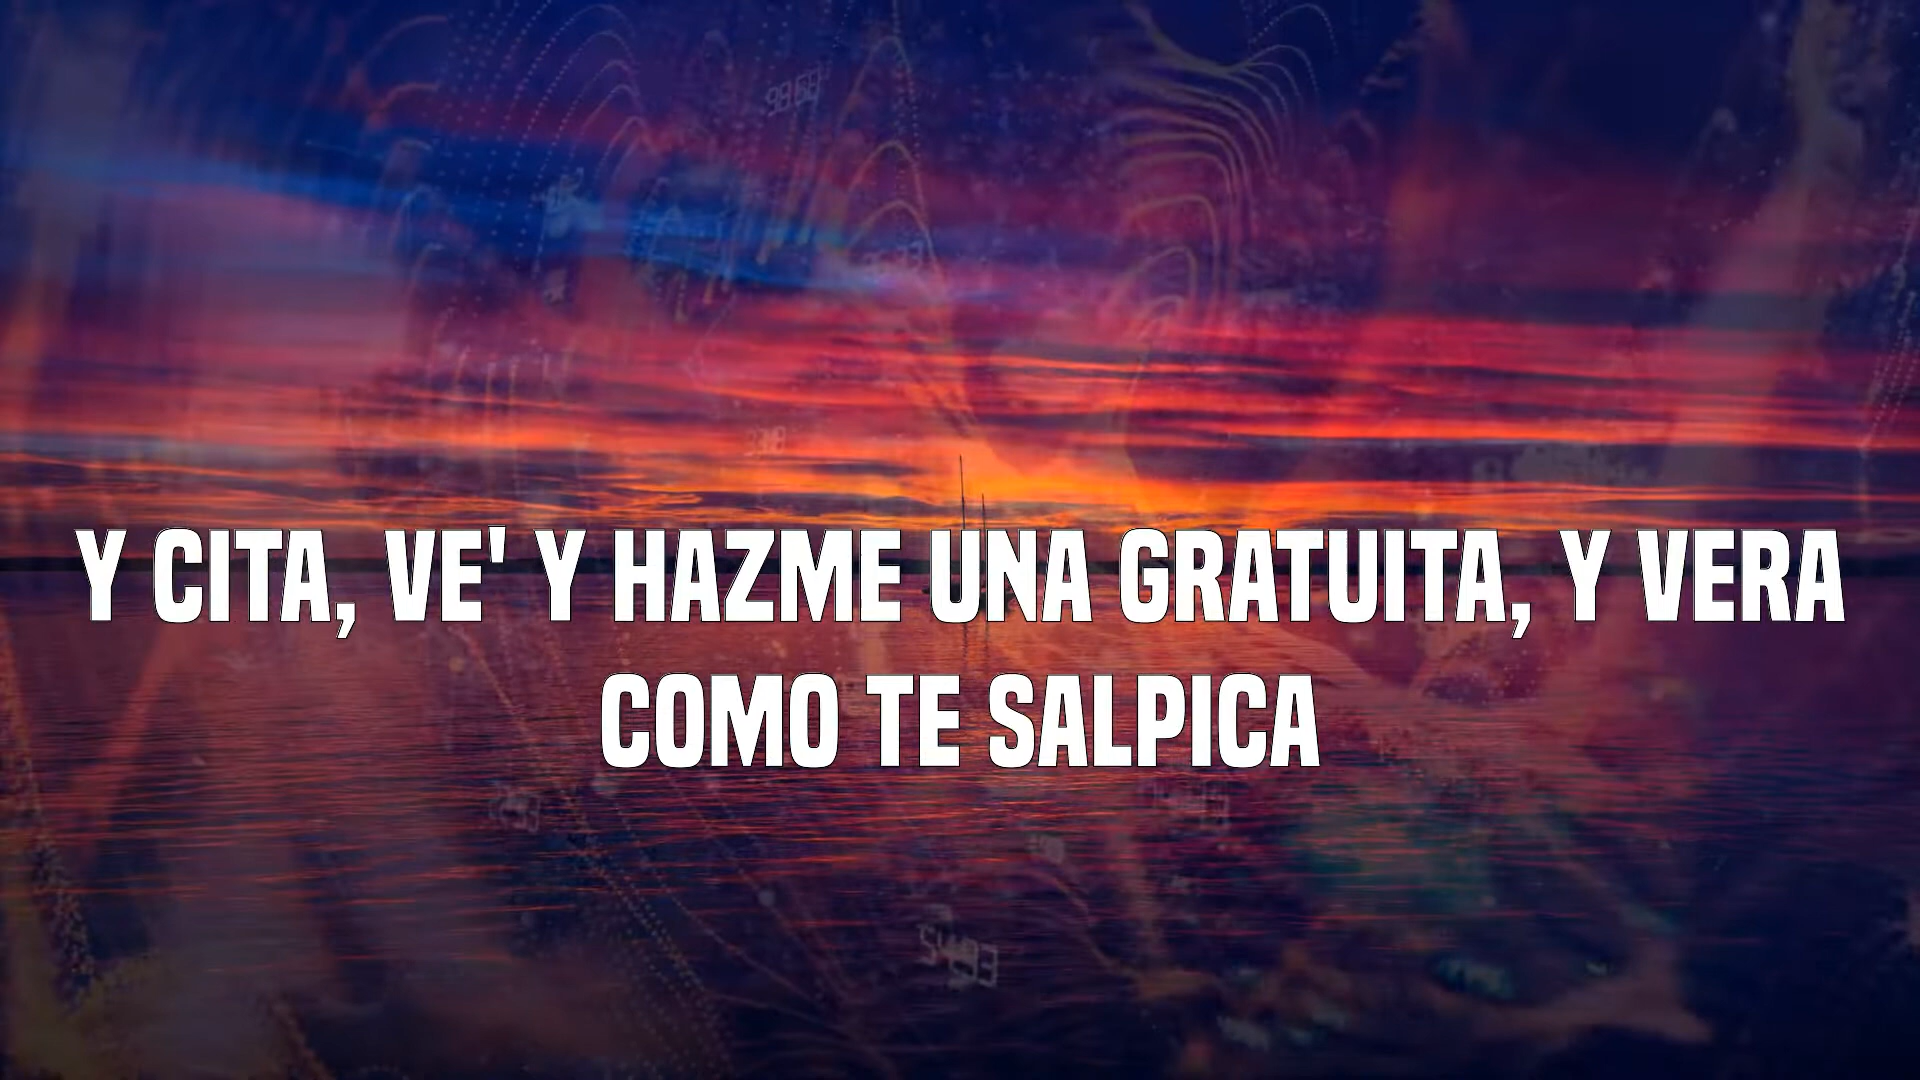 Y CITA, VE' Y HAZME UNA GRATUITA, Y VERA
COMO TE SALPICA